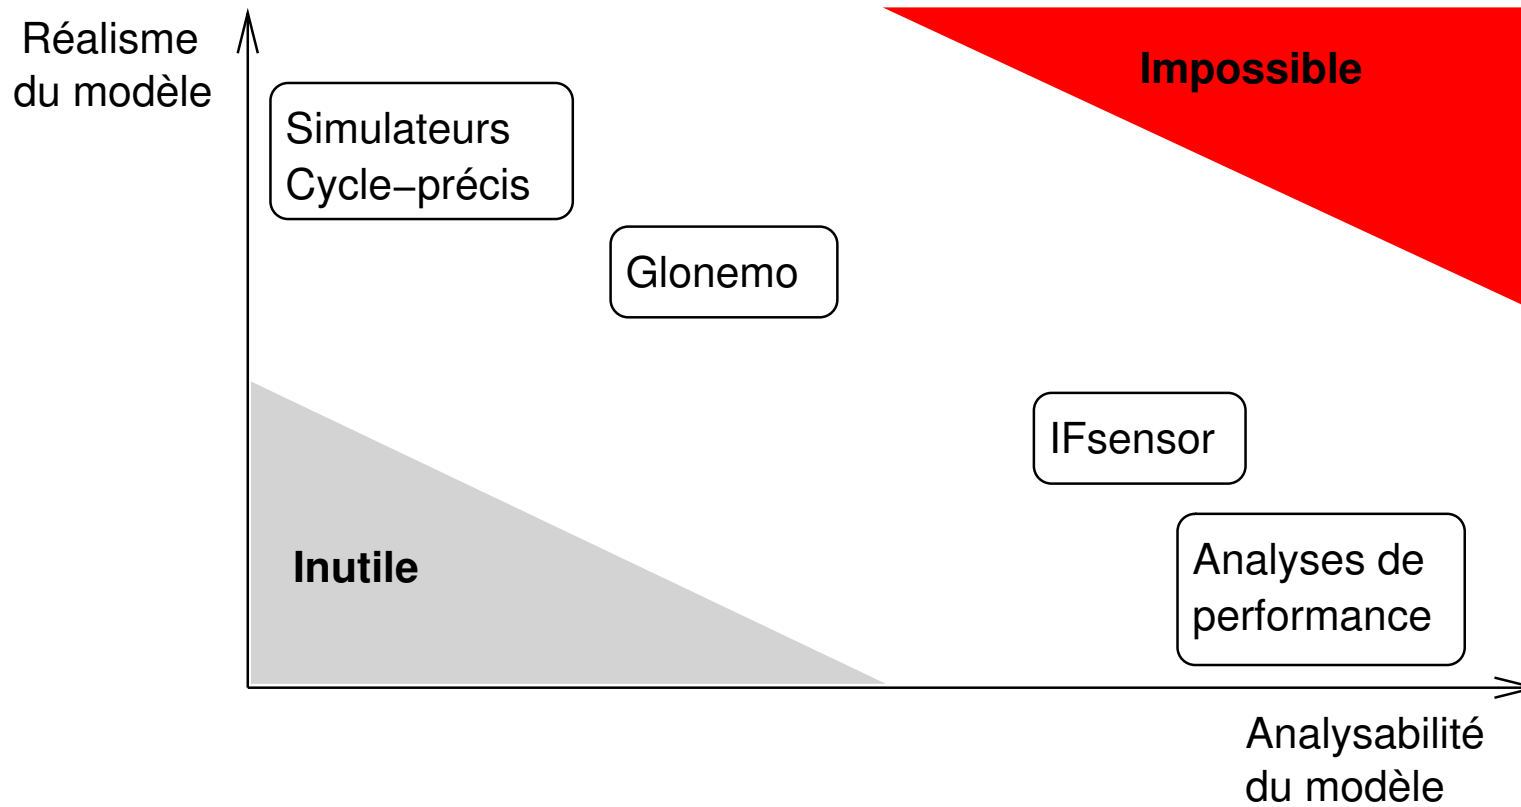 Réalisme
du modèle
Impossible
Simulateurs
Cycle−précis
Glonemo
IFsensor
Inutile
Analyses de
performance
Analysabilité
du modèle